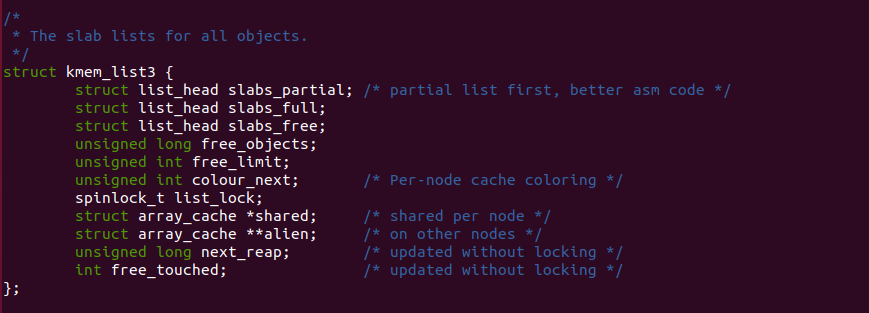 /*
 * The slab lists for all objects.
 */
struct kmem_list3 {
        struct list_head slabs_partial; /* partial list first, better asm code */
        struct list_head slabs_full;
        struct list_head slabs_free;
        unsigned long free_objects;
        unsigned int free_limit;
        unsigned int colour_next;       /* Per-node cache coloring */
        spinlock_t list_lock;
        struct array_cache *shared;     /* shared per node */
        struct array_cache **alien;     /* on other nodes */
        unsigned long next_reap;        /* updated without locking */
        int free_touched;               /* updated without locking */
};